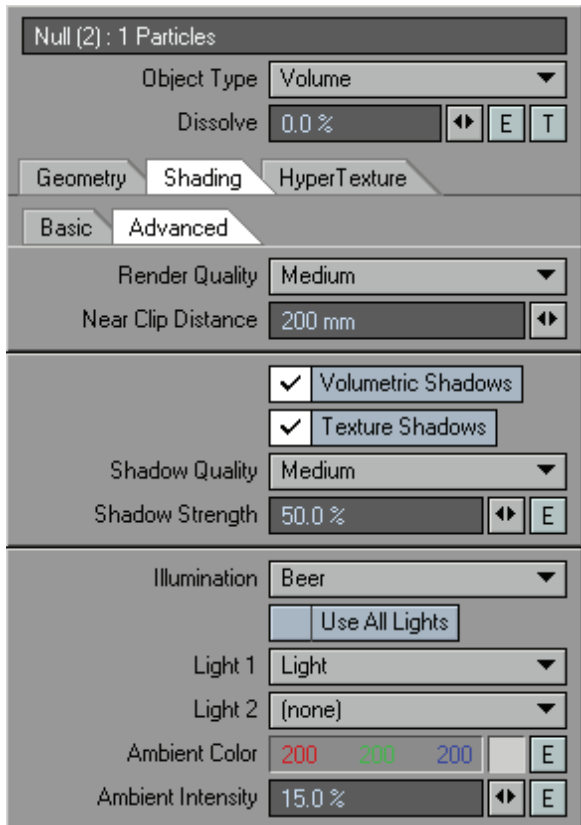 Null (2) : 1 Particles
Object Type Volume
Dissolve 0.0 % E T
Geometry Shading HyperTexture
Basic Advanced
Render Quality Medium
Near Clip Distance 200 mm
Volumetric Shadows
Texture Shadows
Shadow Quality Medium
Shadow Strength 50.0 % E
Illumination Beer
Use All Lights
Light 1 Light
Light 2 (none)
Ambient Color 200 200 200 E
Ambient Intensity 15.0 % E